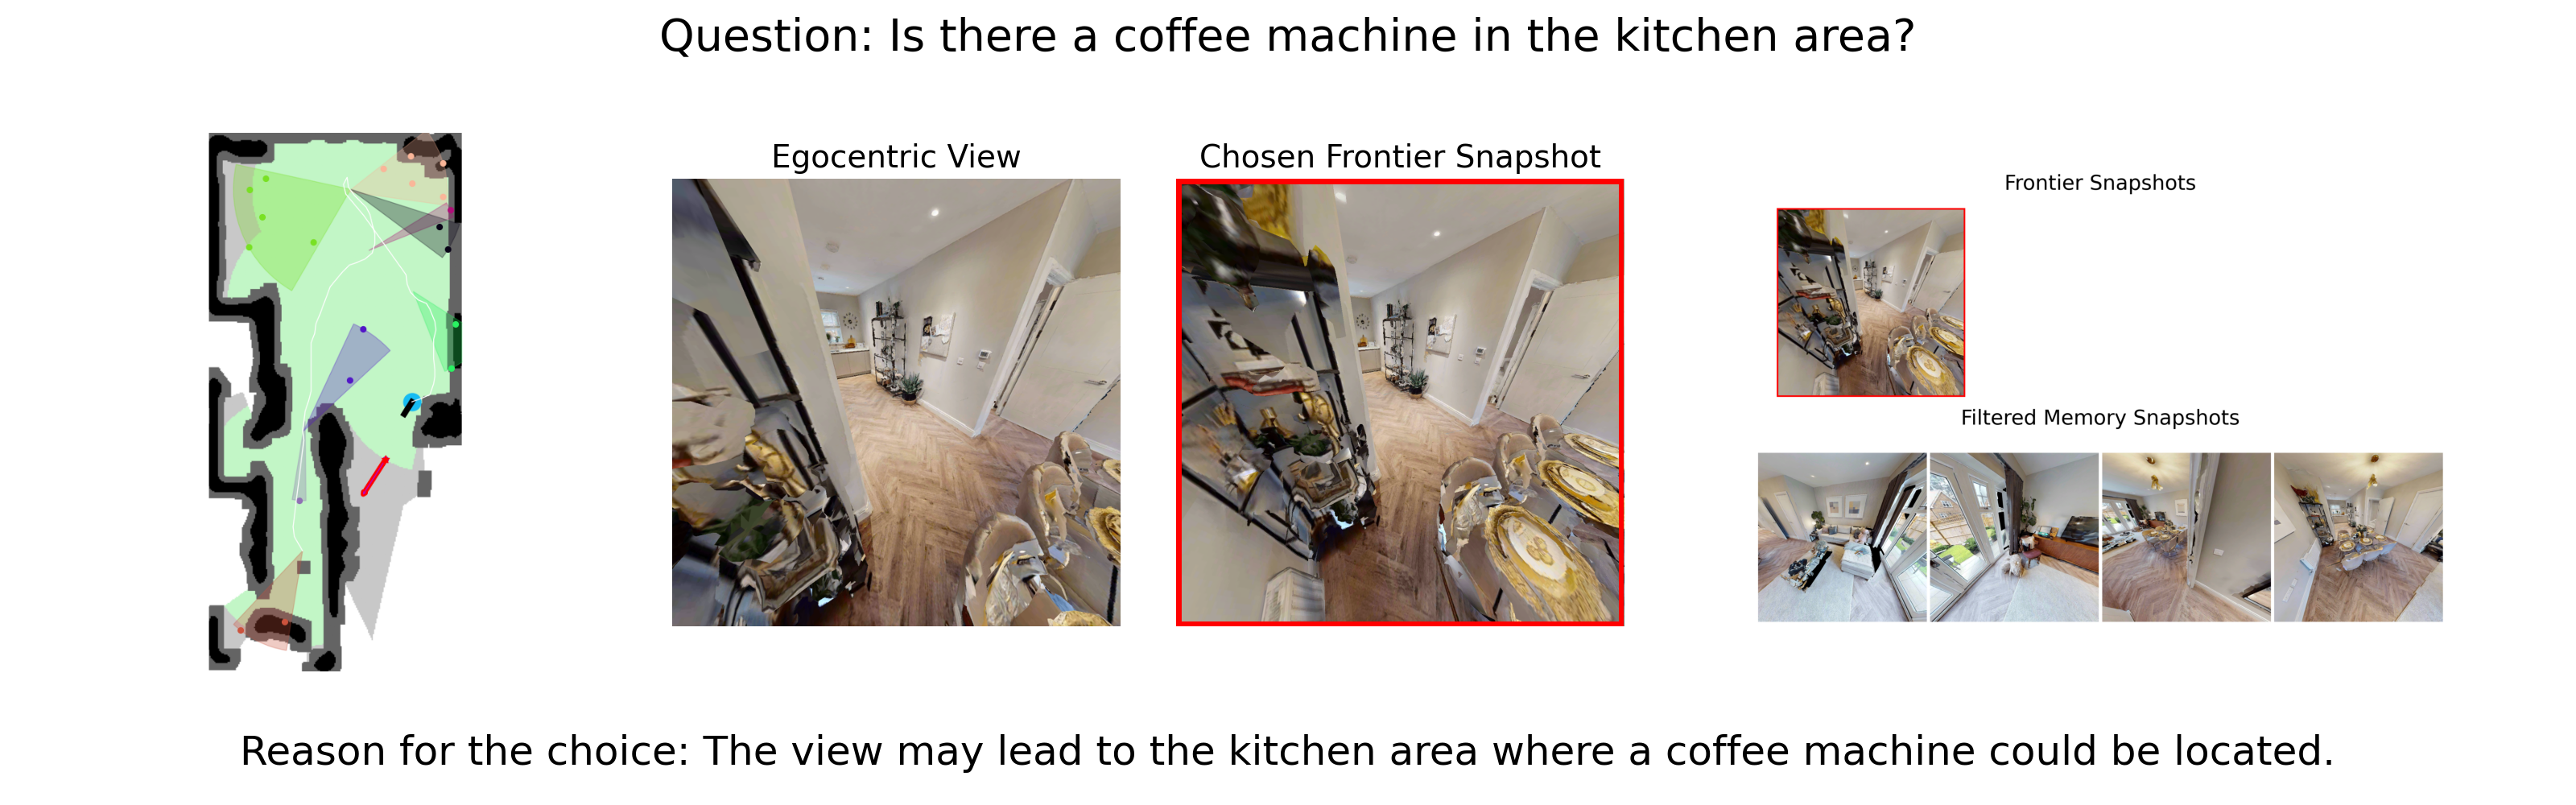 Question: Is there a coffee machine in the kitchen area?
Egocentric View
Chosen Frontier Snapshot
Frontier Snapshots
Filtered Memory Snapshots
Reason for the choice: The view may lead to the kitchen area where a coffee machine could be located.